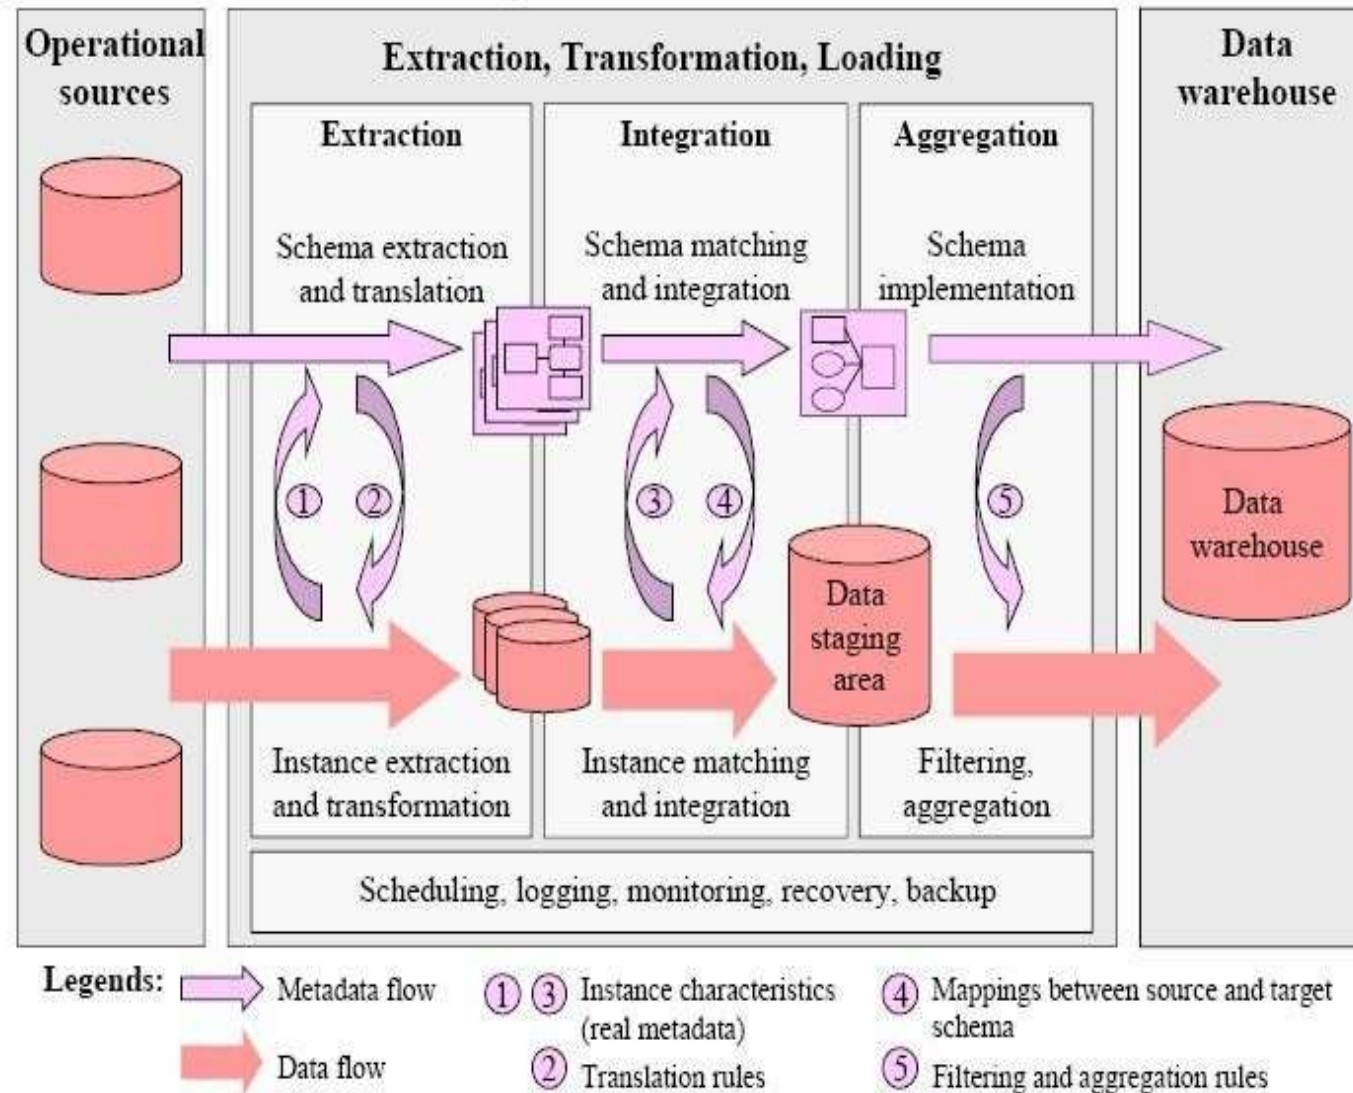 Operational
sources
Extraction, Transformation, Loading
Data
warehouse
Extraction
Integration
Aggregation
Schema extraction
and translation
Schema matching
and integration
Schema
implementation
1
2
3
4
5
Data
staging
area
Data
warehouse
Instance extraction
and transformation
Instance matching
and integration
Filtering,
aggregation
Scheduling, logging, monitoring, recovery, backup
Legends:
Metadata flow
Data flow
1 3 Instance characteristics
(real metadata)
2 Translation rules
4 Mappings between source and target
schema
5 Filtering and aggregation rules